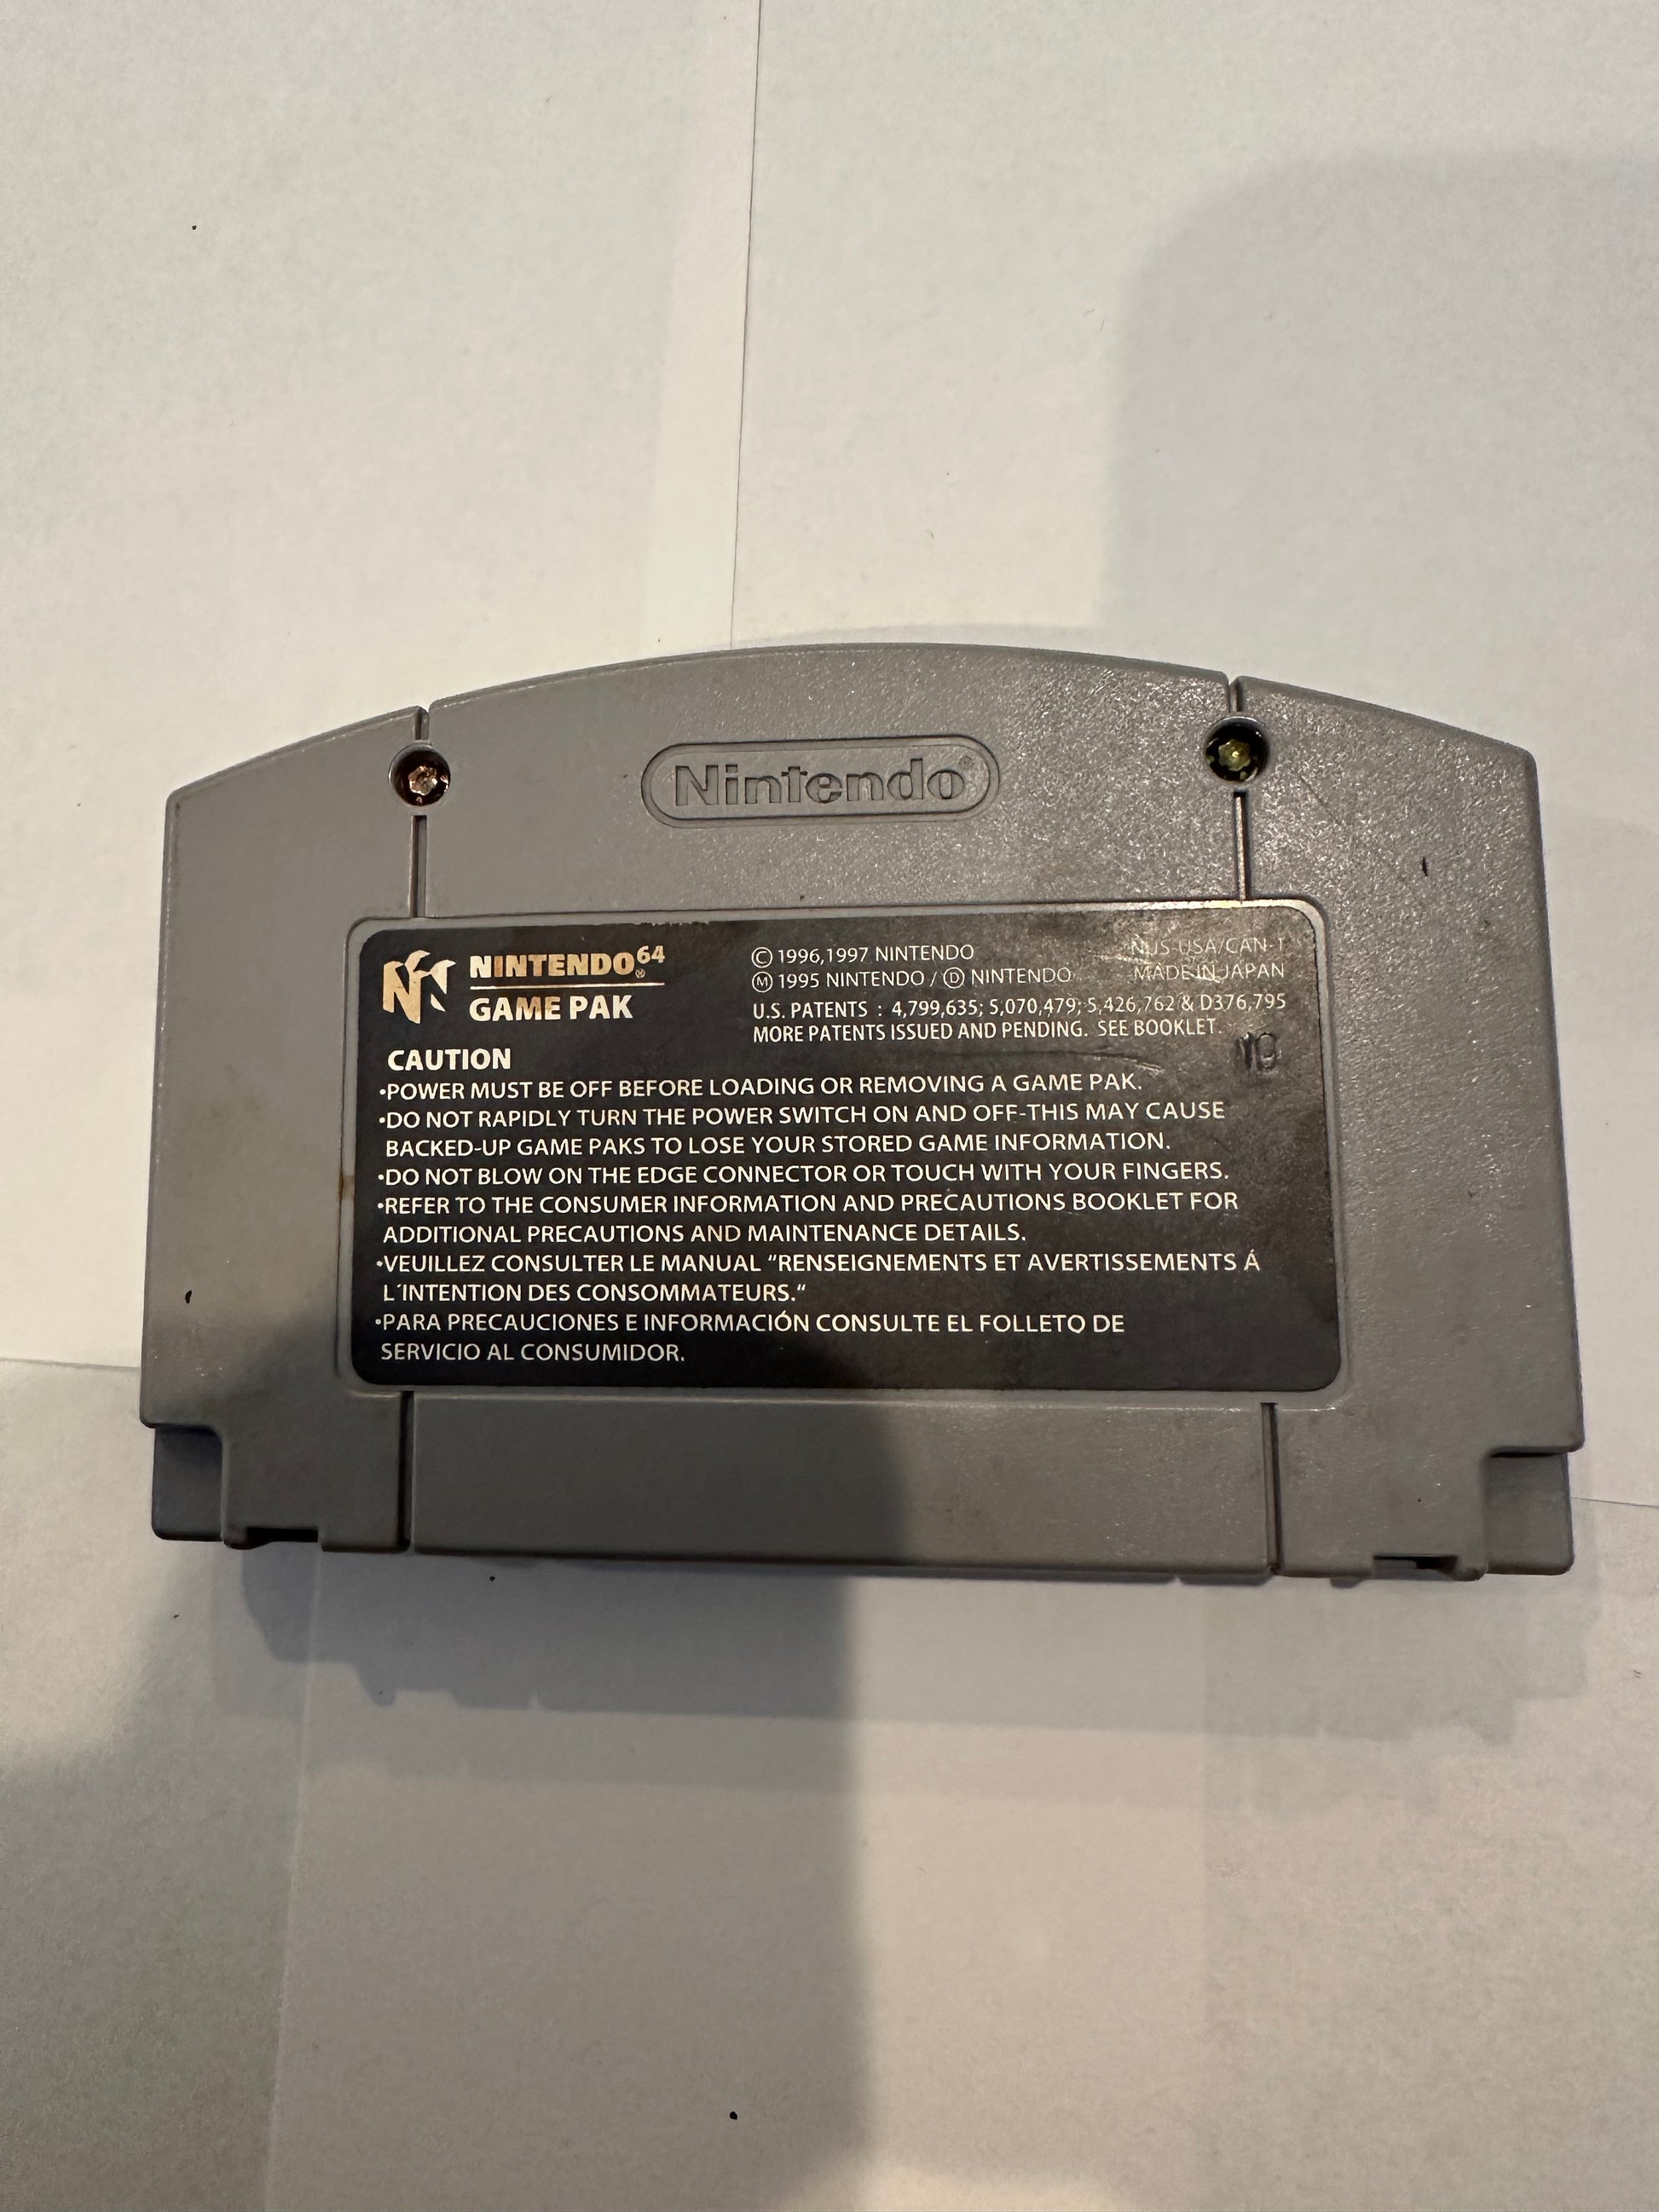 Nintendo®
NINTENDO64
GAME PAK
© 1996,1997 NINTENDO
NUS-USA/CAN-1
Ⓜ 1995 NINTENDO / Ⓓ NINTENDO
MADE IN JAPAN
U.S. PATENTS : 4,799,635; 5,070,479; 5,426,762 & D376,795
MORE PATENTS ISSUED AND PENDING. SEE BOOKLET.
19
CAUTION
•POWER MUST BE OFF BEFORE LOADING OR REMOVING A GAME PAK.
•DO NOT RAPIDLY TURN THE POWER SWITCH ON AND OFF-THIS MAY CAUSE
BACKED-UP GAME PAKS TO LOSE YOUR STORED GAME INFORMATION.
•DO NOT BLOW ON THE EDGE CONNECTOR OR TOUCH WITH YOUR FINGERS.
•REFER TO THE CONSUMER INFORMATION AND PRECAUTIONS BOOKLET FOR
ADDITIONAL PRECAUTIONS AND MAINTENANCE DETAILS.
•VEUILLEZ CONSULTER LE MANUAL "RENSEIGNEMENTS ET AVERTISSEMENTS Á
L´INTENTION DES CONSOMMATEURS."
•PARA PRECAUCIONES E INFORMACIÓN CONSULTE EL FOLLETO DE
SERVICIO AL CONSUMIDOR.